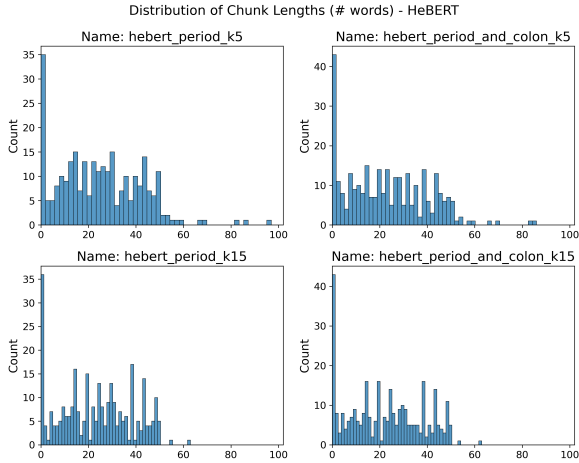 Distribution of Chunk Lengths (# words) - HeBERT
Name: hebert_period_k5
Count
35
30
25
20
15
10
5
0
0 20 40 60 80 100
Name: hebert_period_and_colon_k5
Count
40
30
20
10
0
0 20 40 60 80 100
Name: hebert_period_k15
Count
35
30
25
20
15
10
5
0
0 20 40 60 80 100
Name: hebert_period_and_colon_k15
Count
40
30
20
10
0
0 20 40 60 80 100